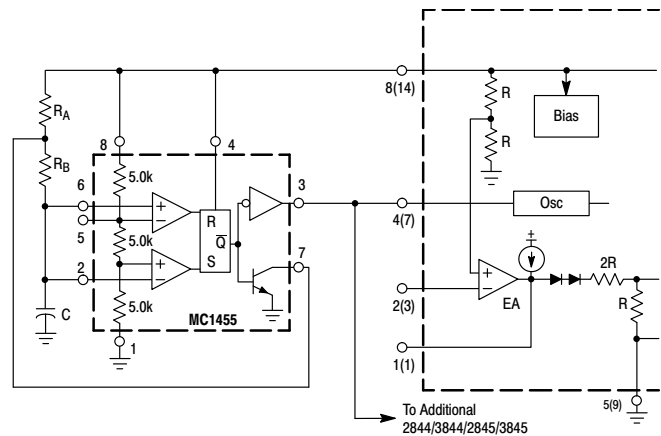 8(14)
R
Bias
R
RA
8
4
RB
5.0k
6
3
R
5
Q
4(7)
Osc
5.0k
7
2
S
2R
2(3)
EA
R
C
5.0k
MC1455
1
1(1)
5(9)
To Additional
2844/3844/2845/3845
+
−
+
−
+
−
±